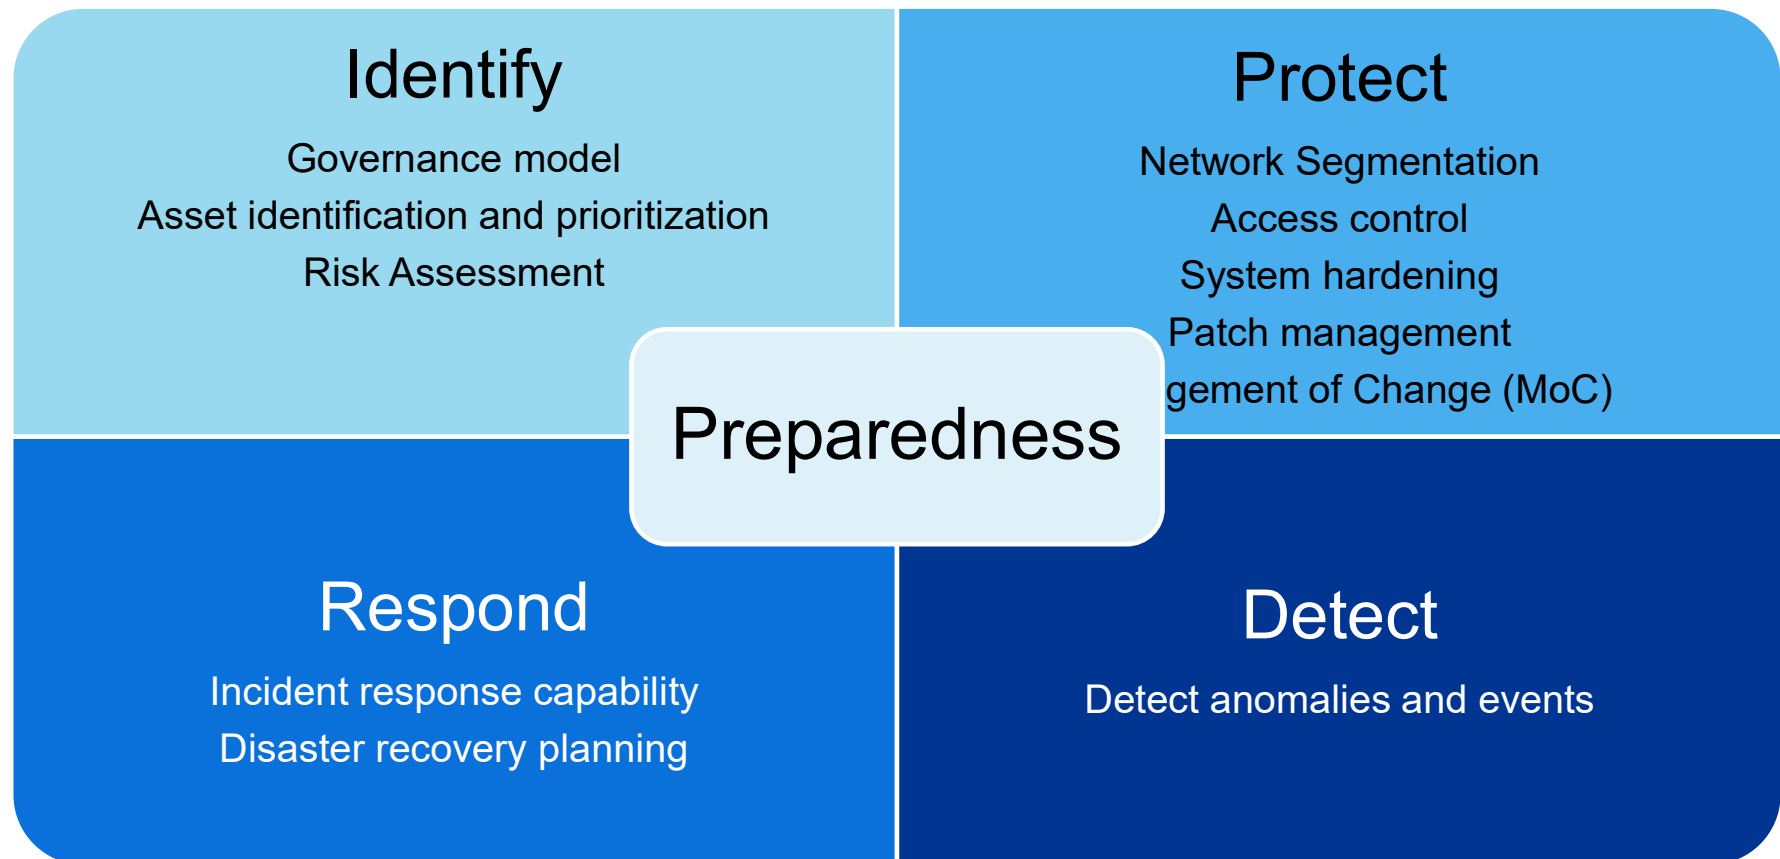 Identify
Governance model
Asset identification and prioritization
Risk Assessment
Protect
Network Segmentation
Access control
System hardening
Patch management
gement of Change (MoC)
Preparedness
Respond
Incident response capability
Disaster recovery planning
Detect
Detect anomalies and events